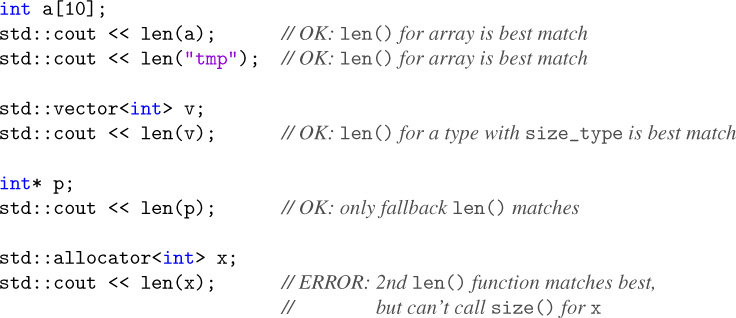 int a[10];
std::cout << len(a); // OK: len() for array is best match
std::cout << len("tmp"); // OK: len() for array is best match
std::vector<int> v;
std::cout << len(v); // OK: len() for a type with size_type is best match
int* p;
std::cout << len(p); // OK: only fallback len() matches
std::allocator<int> x;
std::cout << len(x); // ERROR: 2nd len() function matches best,
// but can't call size() for x